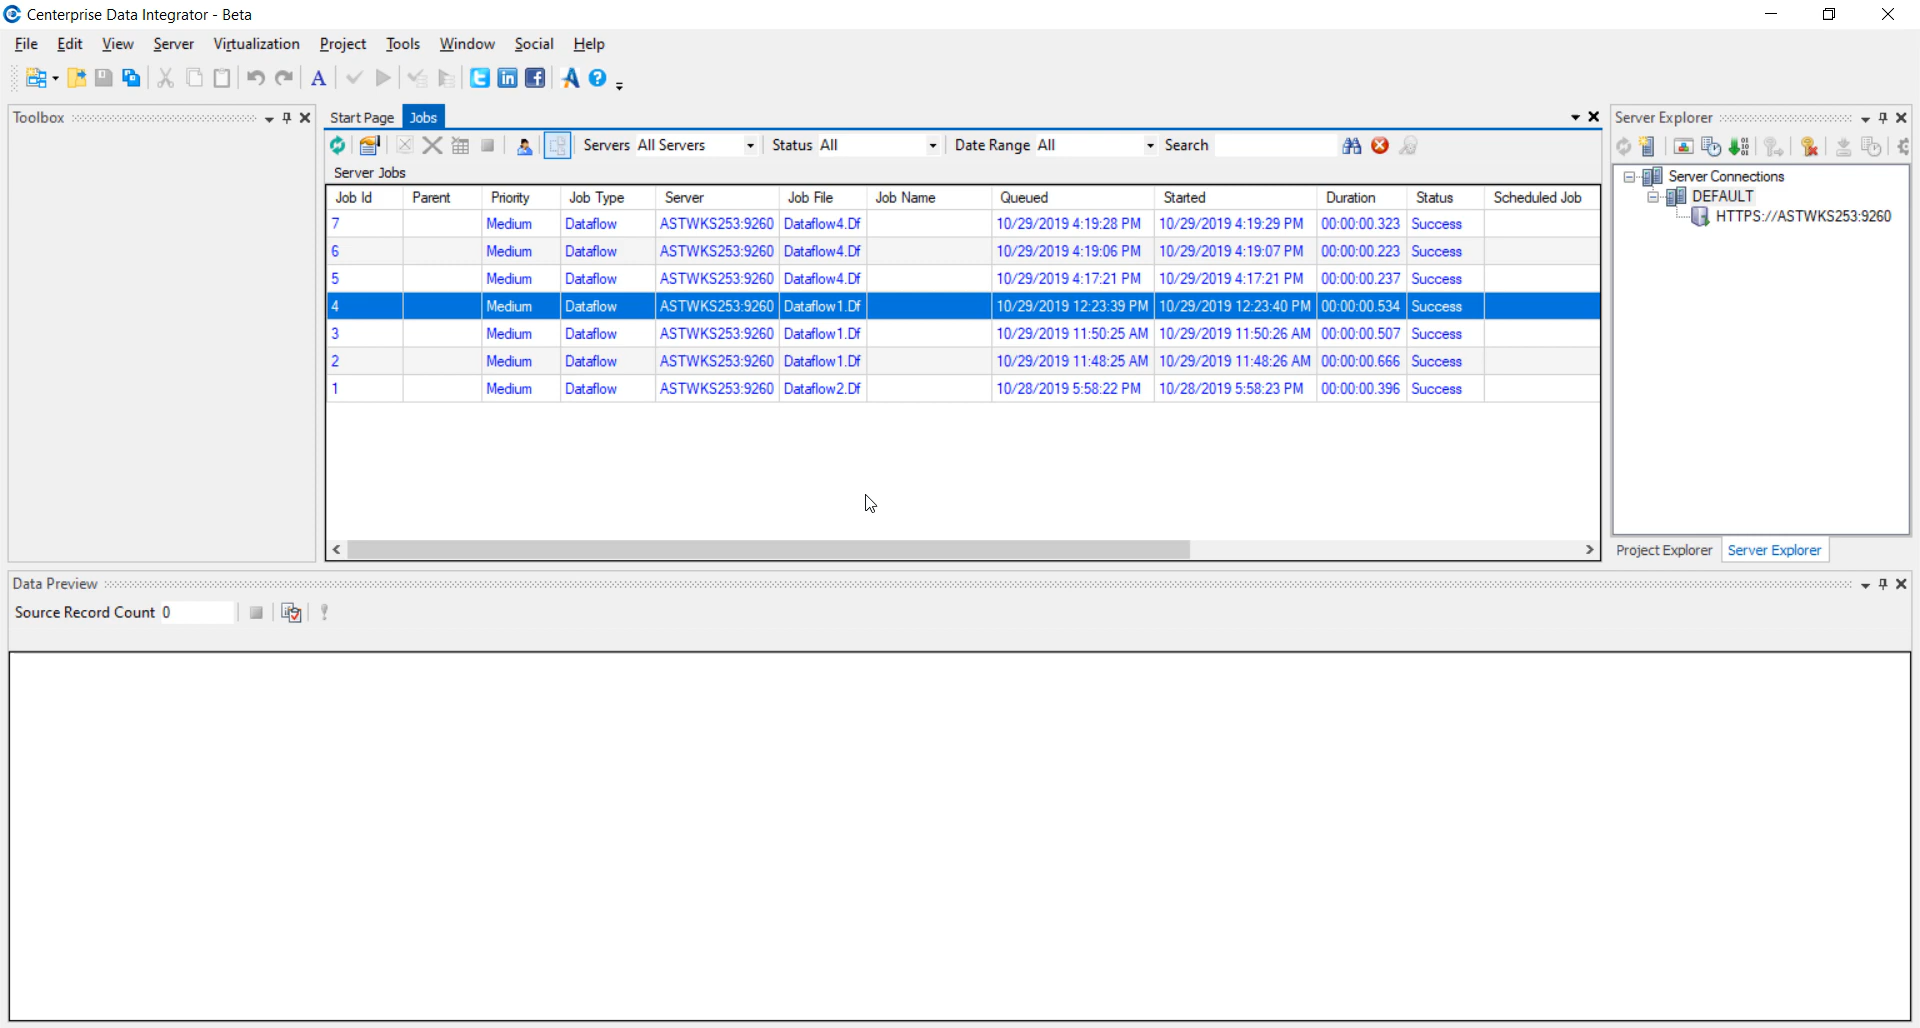 Centerprise Data Integrator - Beta
File Edit View Server Virtualization Project Tools Window Social Help
Toolbox
Start Page Jobs
Servers All Servers Status All Date Range All Search
Server Jobs
Job Id Parent Priority Job Type Server Job File Job Name Queued Started Duration Status Scheduled Job
7 Medium Dataflow ASTWKS253:9260 Dataflow4.Df 10/29/2019 4:19:28 PM 10/29/2019 4:19:29 PM 00:00:00.323 Success
6 Medium Dataflow ASTWKS253:9260 Dataflow4.Df 10/29/2019 4:19:06 PM 10/29/2019 4:19:07 PM 00:00:00.223 Success
5 Medium Dataflow ASTWKS253:9260 Dataflow4.Df 10/29/2019 4:17:21 PM 10/29/2019 4:17:21 PM 00:00:00.237 Success
4 Medium Dataflow ASTWKS253:9260 Dataflow1.Df 10/29/2019 12:23:39 PM 10/29/2019 12:23:40 PM 00:00:00.534 Success
3 Medium Dataflow ASTWKS253:9260 Dataflow1.Df 10/29/2019 11:50:25 AM 10/29/2019 11:50:26 AM 00:00:00.507 Success
2 Medium Dataflow ASTWKS253:9260 Dataflow1.Df 10/29/2019 11:48:25 AM 10/29/2019 11:48:26 AM 00:00:00.666 Success
1 Medium Dataflow ASTWKS253:9260 Dataflow2.Df 10/28/2019 5:58:22 PM 10/28/2019 5:58:23 PM 00:00:00.396 Success
Server Explorer
Server Connections
DEFAULT
HTTPS://ASTWKS253:9260
Project Explorer Server Explorer
Data Preview
Source Record Count 0